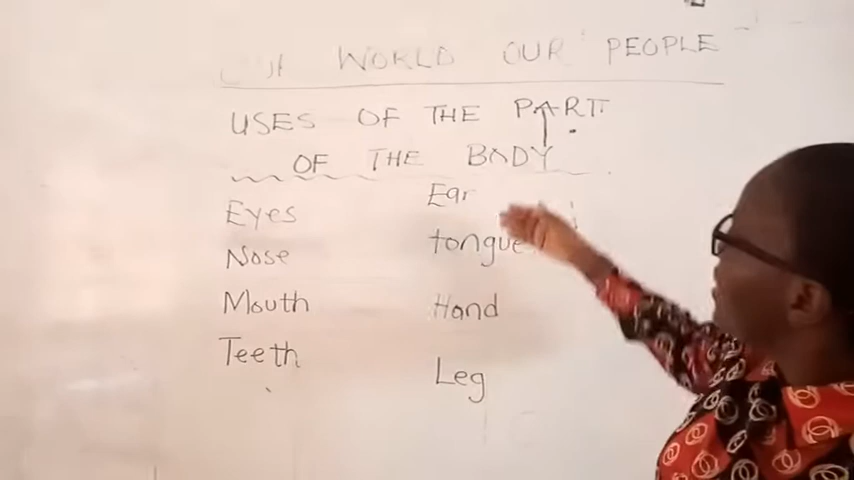 WORLD OUR PEOPLE
USES OF THE PART
OF THE BODY
Eyes
Nose
Mouth
Teeth
Ear
tongue
Hand
Leg